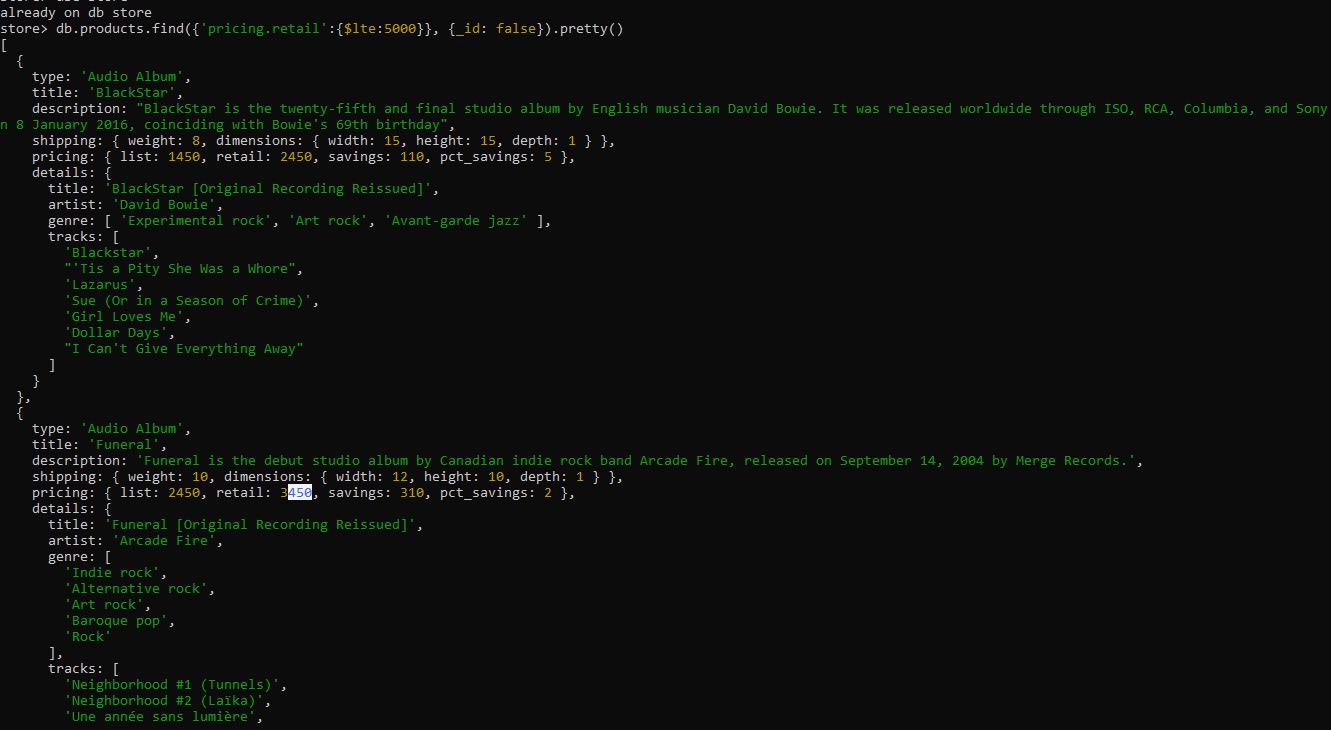 already on db store
store> db.products.find({'pricing.retail':{$lte:5000}}, {_id: false}).pretty()
[
  {
    type: 'Audio Album',
    title: 'BlackStar',
    description: "BlackStar is the twenty-fifth and final studio album by English musician David Bowie. It was released worldwide through ISO, RCA, Columbia, and Sony
n 8 January 2016, coinciding with Bowie's 69th birthday",
    shipping: { weight: 8, dimensions: { width: 15, height: 15, depth: 1 } },
    pricing: { list: 1450, retail: 2450, savings: 110, pct_savings: 5 },
    details: {
      title: 'BlackStar [Original Recording Reissued]',
      artist: 'David Bowie',
      genre: [ 'Experimental rock', 'Art rock', 'Avant-garde jazz' ],
      tracks: [
        'Blackstar',
        "'Tis a Pity She Was a Whore",
        'Lazarus',
        'Sue (Or in a Season of Crime)',
        'Girl Loves Me',
        'Dollar Days',
        "I Can't Give Everything Away"
      ]
    }
  },
  {
    type: 'Audio Album',
    title: 'Funeral',
    description: 'Funeral is the debut studio album by Canadian indie rock band Arcade Fire, released on September 14, 2004 by Merge Records.',
    shipping: { weight: 10, dimensions: { width: 12, height: 10, depth: 1 } },
    pricing: { list: 2450, retail: 3450, savings: 310, pct_savings: 2 },
    details: {
      title: 'Funeral [Original Recording Reissued]',
      artist: 'Arcade Fire',
      genre: [
        'Indie rock',
        'Alternative rock',
        'Art rock',
        'Baroque pop',
        'Rock'
      ],
      tracks: [
        'Neighborhood #1 (Tunnels)',
        'Neighborhood #2 (Laïka)',
        'Une année sans lumière',